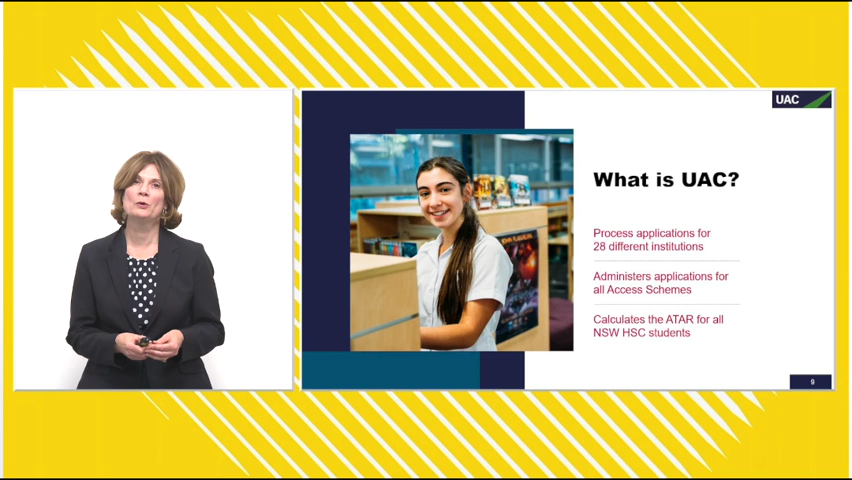 UAC
What is UAC?
Process applications for
28 different institutions
Administers applications for
all Access Schemes
Calculates the ATAR for all
NSW HSC students
9